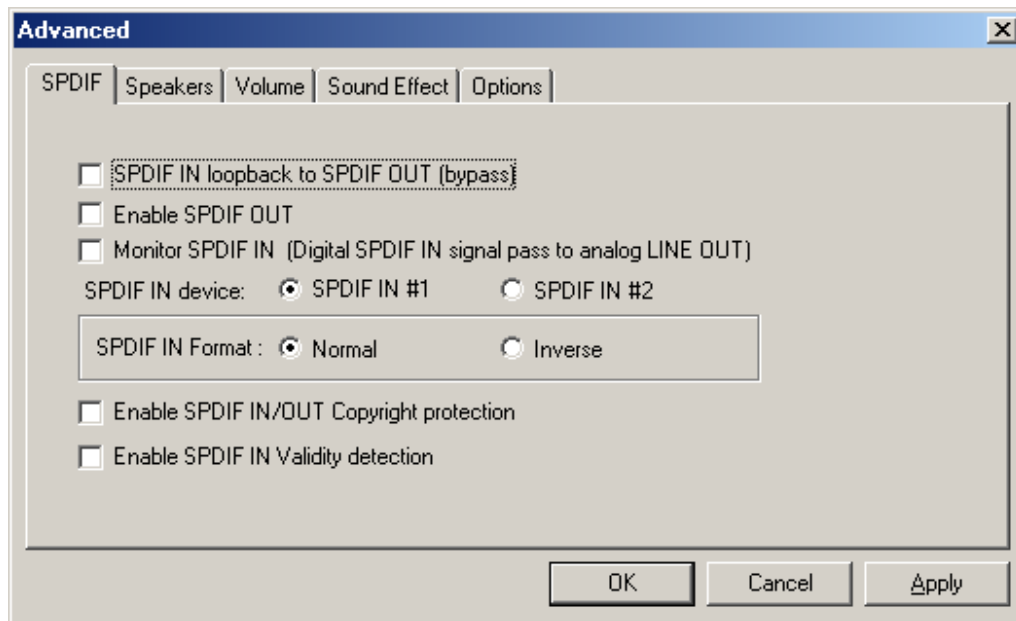 Advanced
SPDIF Speakers Volume Sound Effect Options
SPDIF IN loopback to SPDIF OUT (bypass)
Enable SPDIF OUT
Monitor SPDIF IN (Digital SPDIF IN signal pass to analog LINE OUT)
SPDIF IN device: SPDIF IN #1 SPDIF IN #2
SPDIF IN Format : Normal Inverse
Enable SPDIF IN/OUT Copyright protection
Enable SPDIF IN Validity detection
OK Cancel Apply